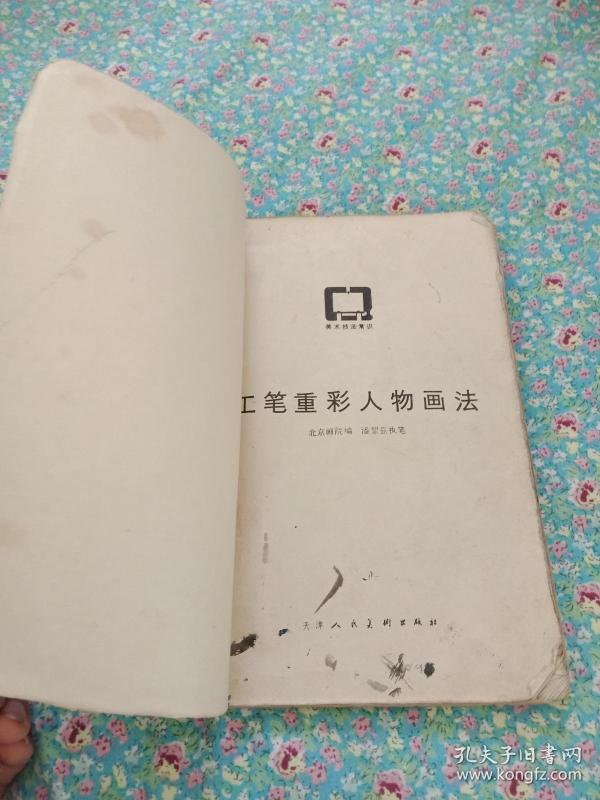 美术技法常识
工笔重彩人物画法
北京画院编 潘絜兹执笔
天津人民美術出版社
孔夫子旧书网
www.kongfz.com